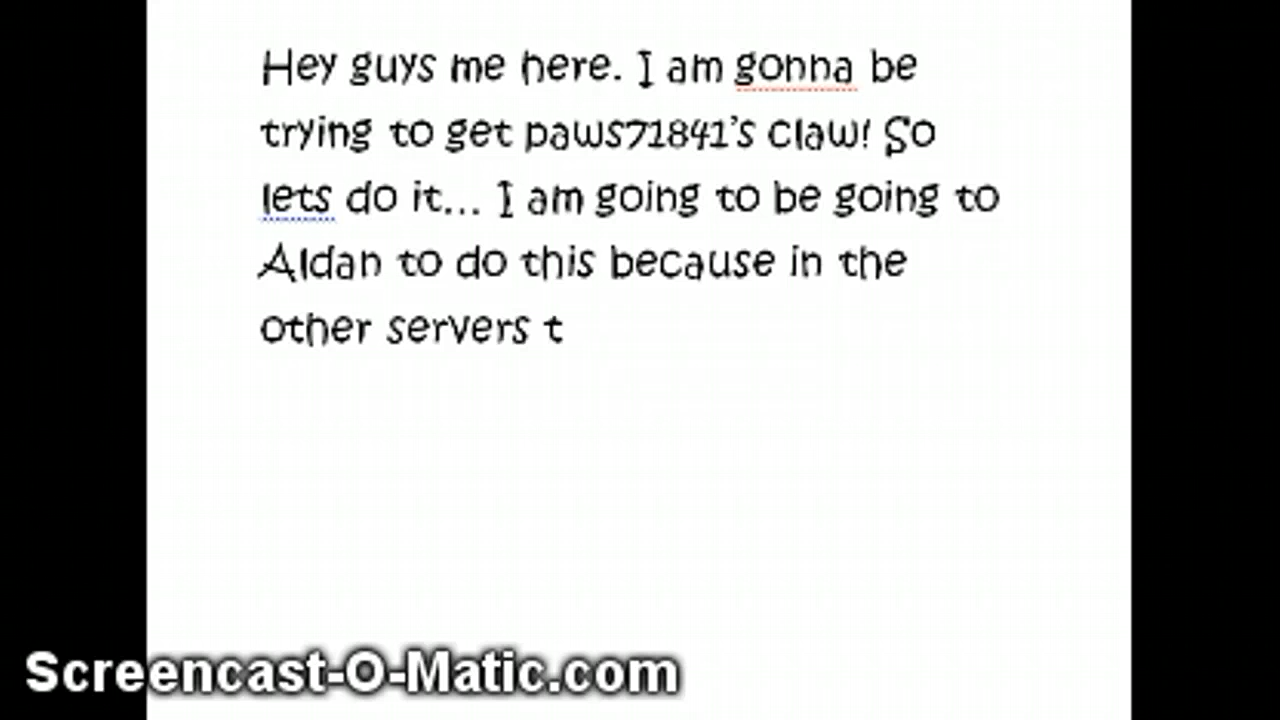 Hey guys me here. I am gonna be
trying to get paws71841's claw! So
lets do it... I am going to be going to
Aldan to do this because in the
other servers t
Screencast-O-Matic.com